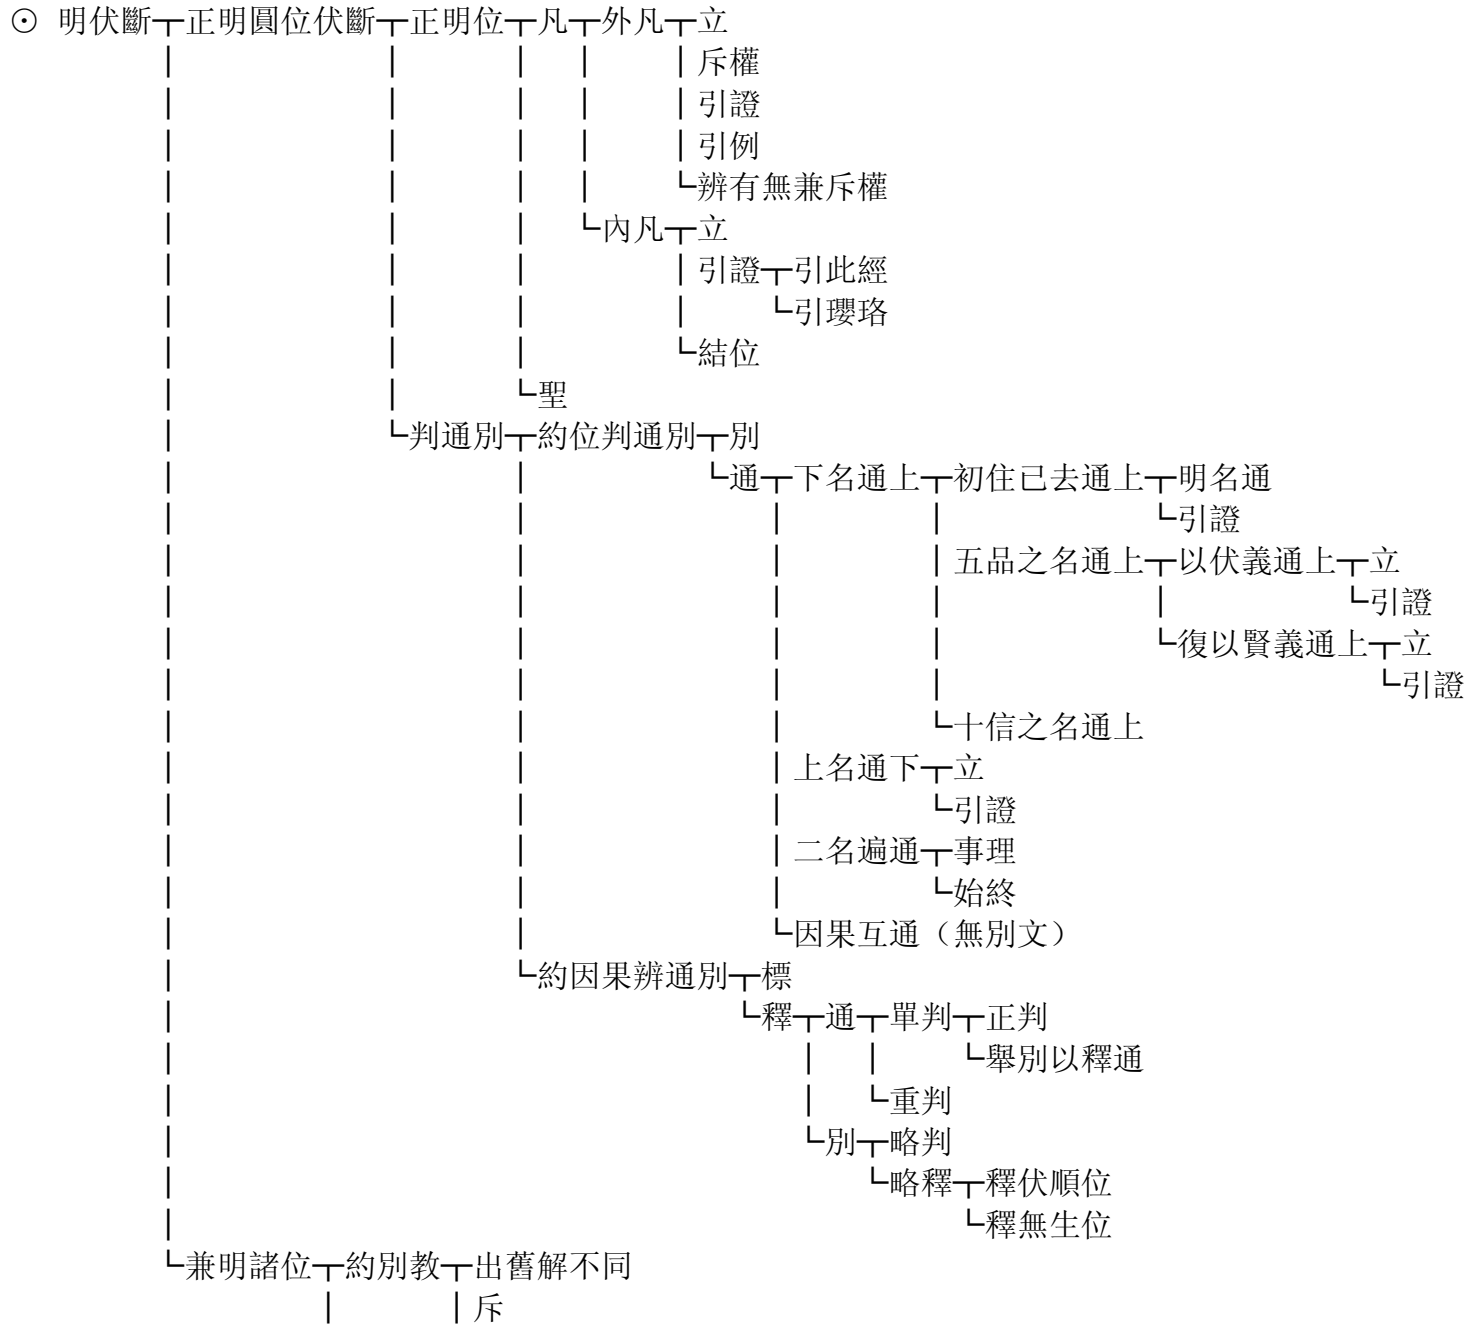 ⊙ 明伏斷┬正明圓位伏斷┬正明位┬凡┬外凡┬立
｜斥權
｜引證
｜引例
└辨有無兼斥權
└內凡┬立
｜引證┬引此經
└引瓔珞
└結位
└聖
└判通別┬約位判通別┬別
└通┬下名通上┬初住已去通上┬明名通
└引證
｜五品之名通上┬以伏義通上┬立
└引證
└復以賢義通上┬立
└引證
└十信之名通上
｜上名通下┬立
└引證
｜二名遍通┬事理
└始終
└因果互通（無別文）
└約因果辨通別┬標
└釋┬通┬單判┬正判
└舉別以釋通
└重判
└別┬略判
└略釋┬釋伏順位
└釋無生位
└兼明諸位┬約別教┬出舊解不同
｜斥